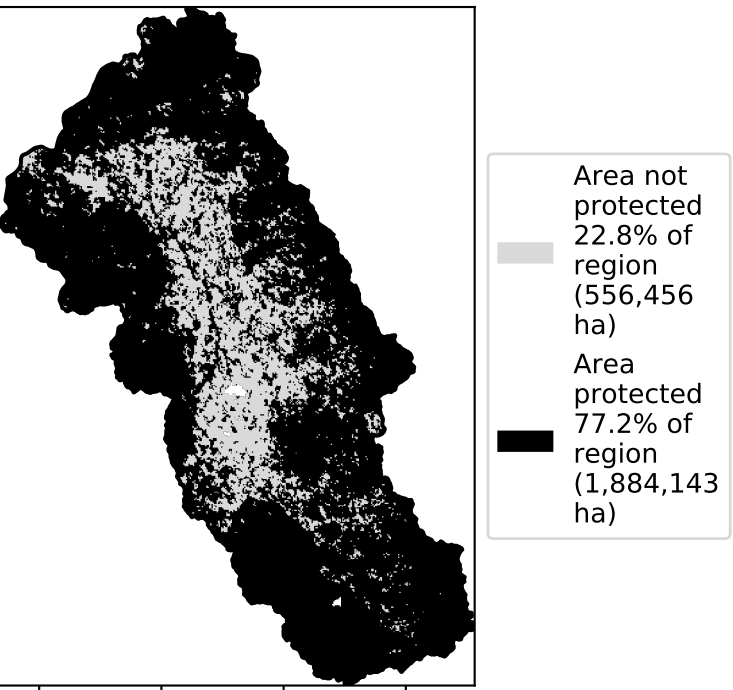 Area not
protected
22.8% of
region
(556,456
ha)
Area
protected
77.2% of
region
(1,884,143
ha)